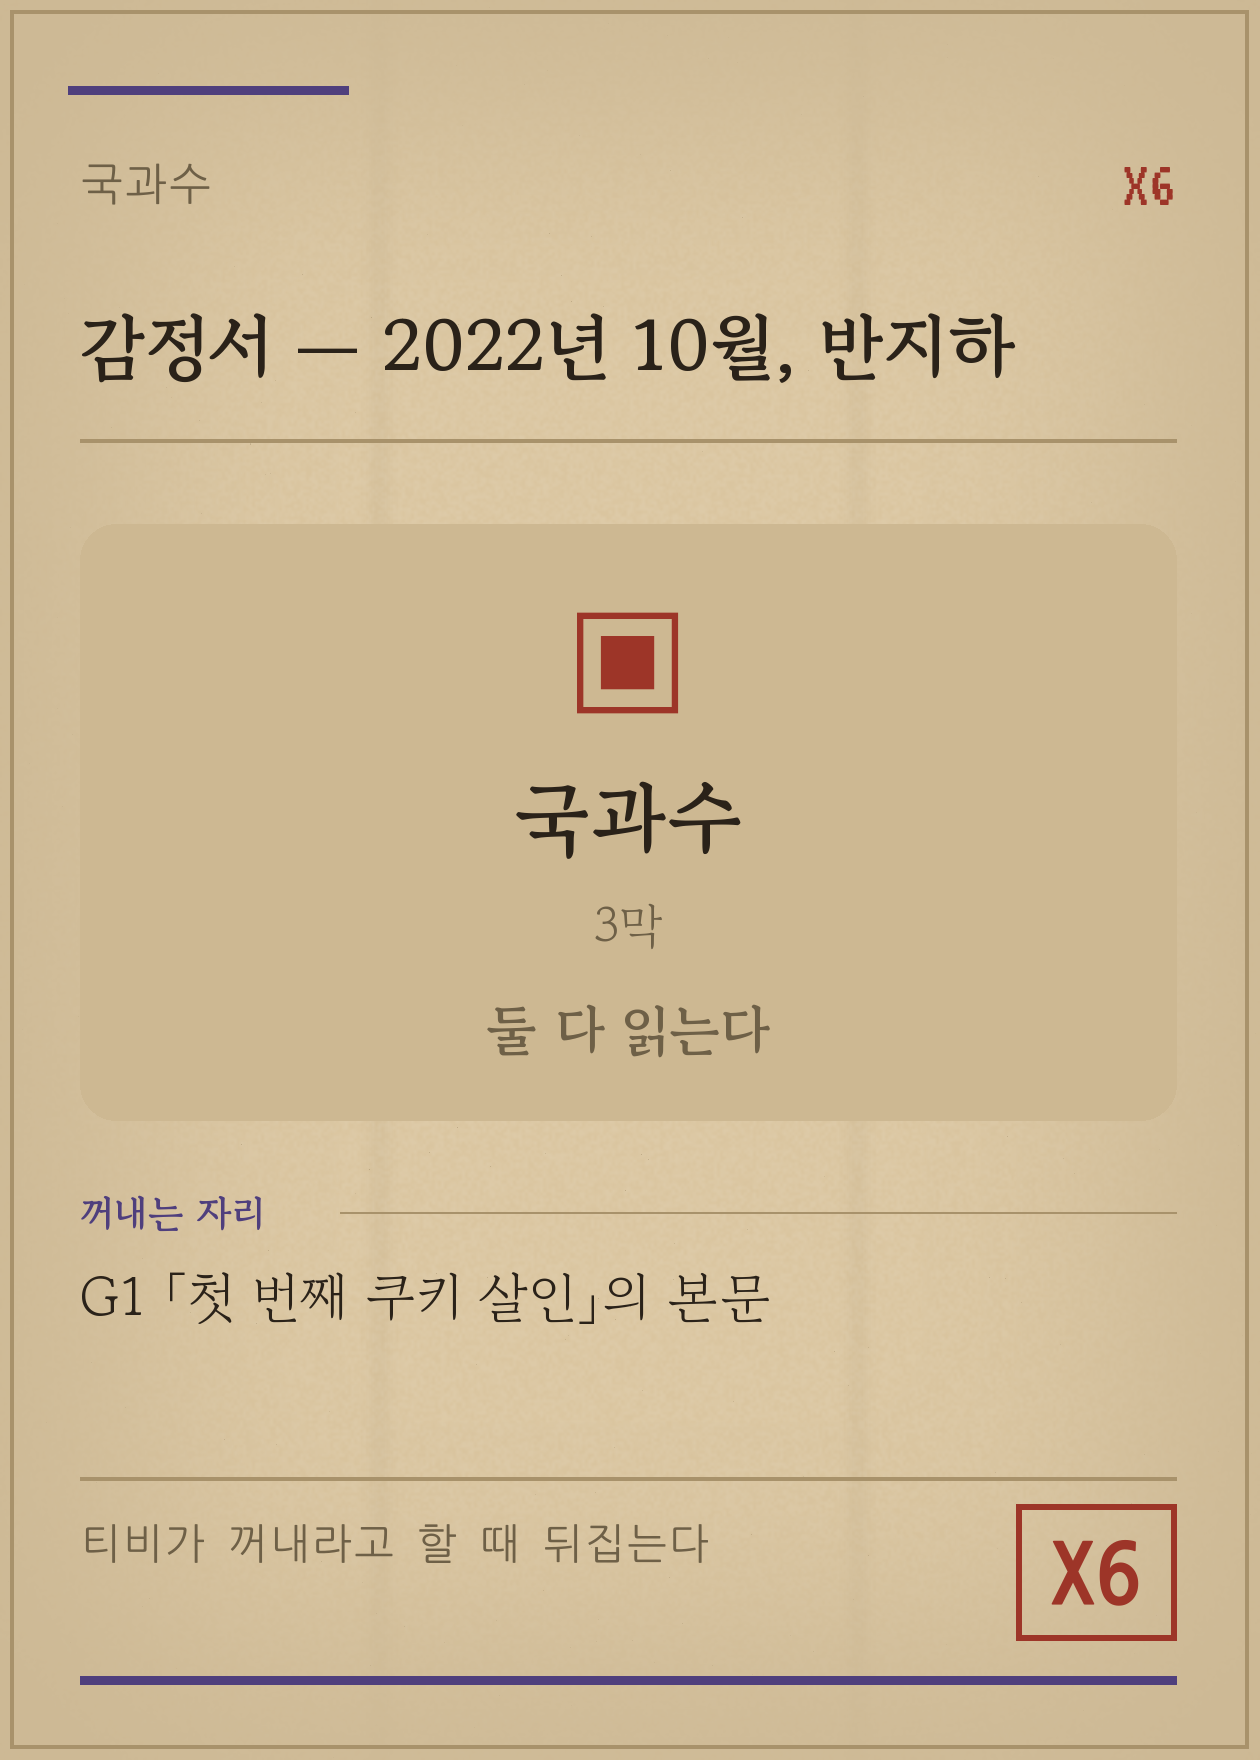 국과수
X6
감정서 — 2022년 10월, 반지하
국과수
3막
둘 다 읽는다
꺼내는 자리
G1 「첫 번째 쿠키 살인」의 본문
티비가 꺼내라고 할 때 뒤집는다
X6